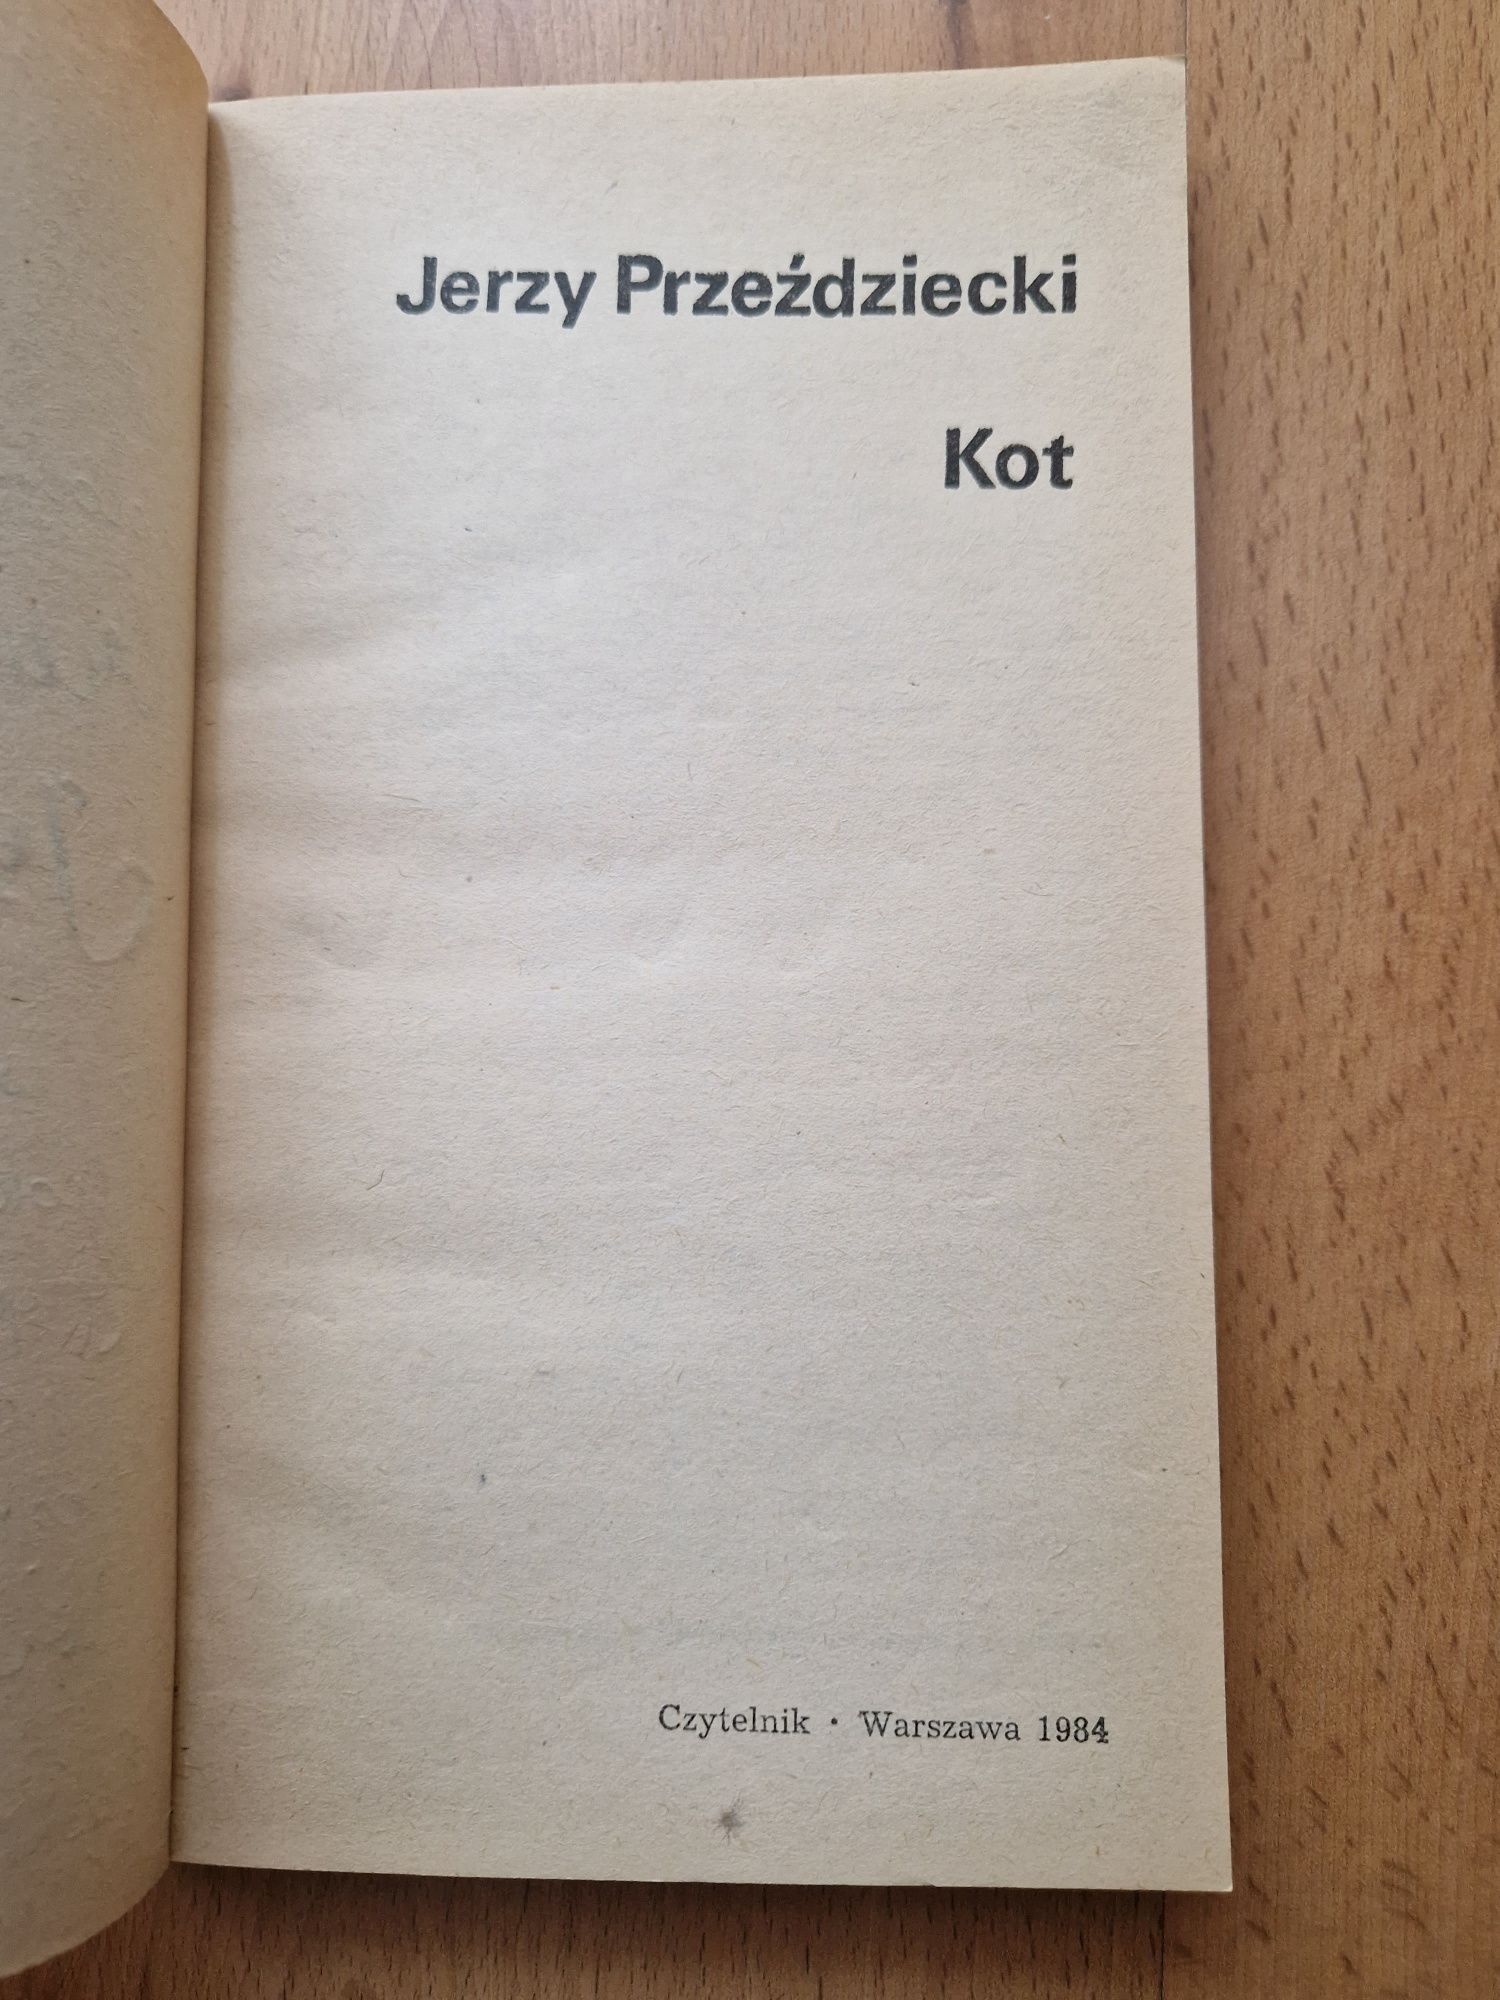 Jerzy Przeździecki
Kot
Czytelnik • Warszawa 1984